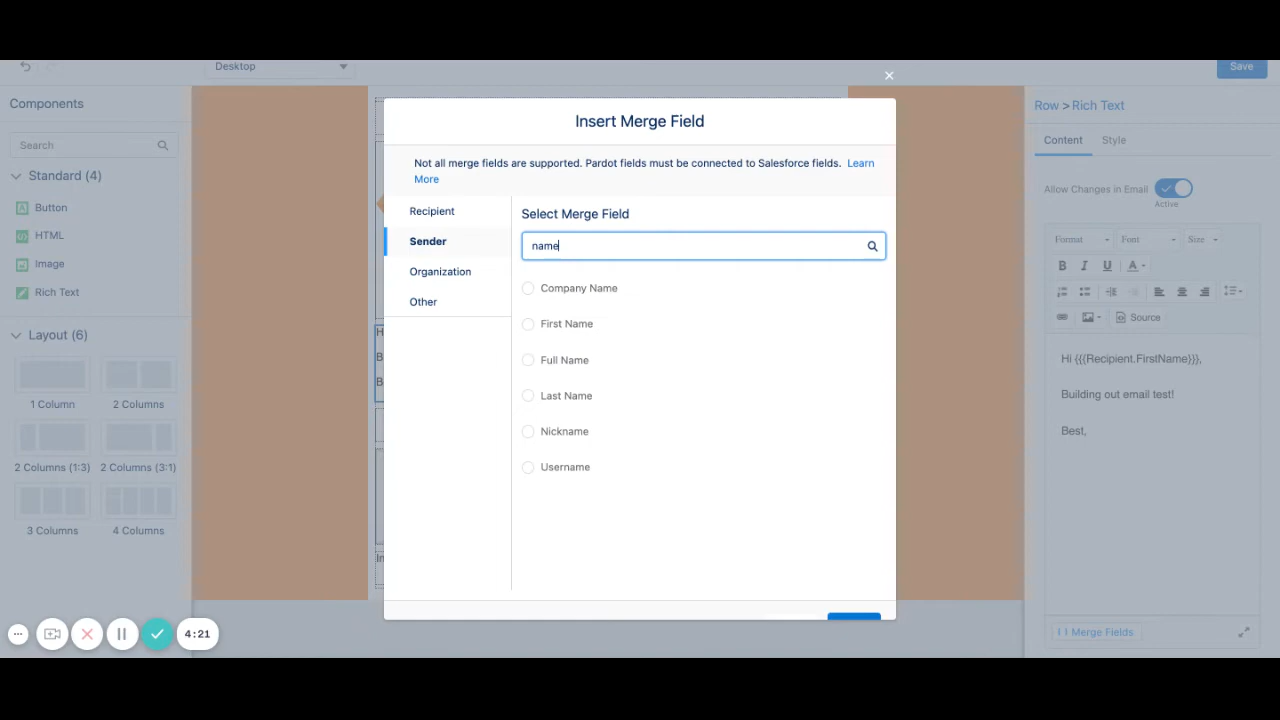 Desktop
Save
Components
Search
Standard (4)
Button
HTML
Image
Rich Text
Layout (6)
1 Column
2 Columns
2 Columns (1:3)
2 Columns (3:1)
3 Columns
4 Columns
Insert Merge Field
Not all merge fields are supported. Pardot fields must be connected to Salesforce fields. Learn
More
Recipient
Sender
Organization
Other
Select Merge Field
name
Company Name
First Name
Full Name
Last Name
Nickname
Username
Row > Rich Text
Content
Style
Allow Changes in Email
Active
Format
Font
Size
B I U A
Source
Hi {{{Recipient.FirstName}}},
Building out email test!
Best,
Merge Fields
4:21